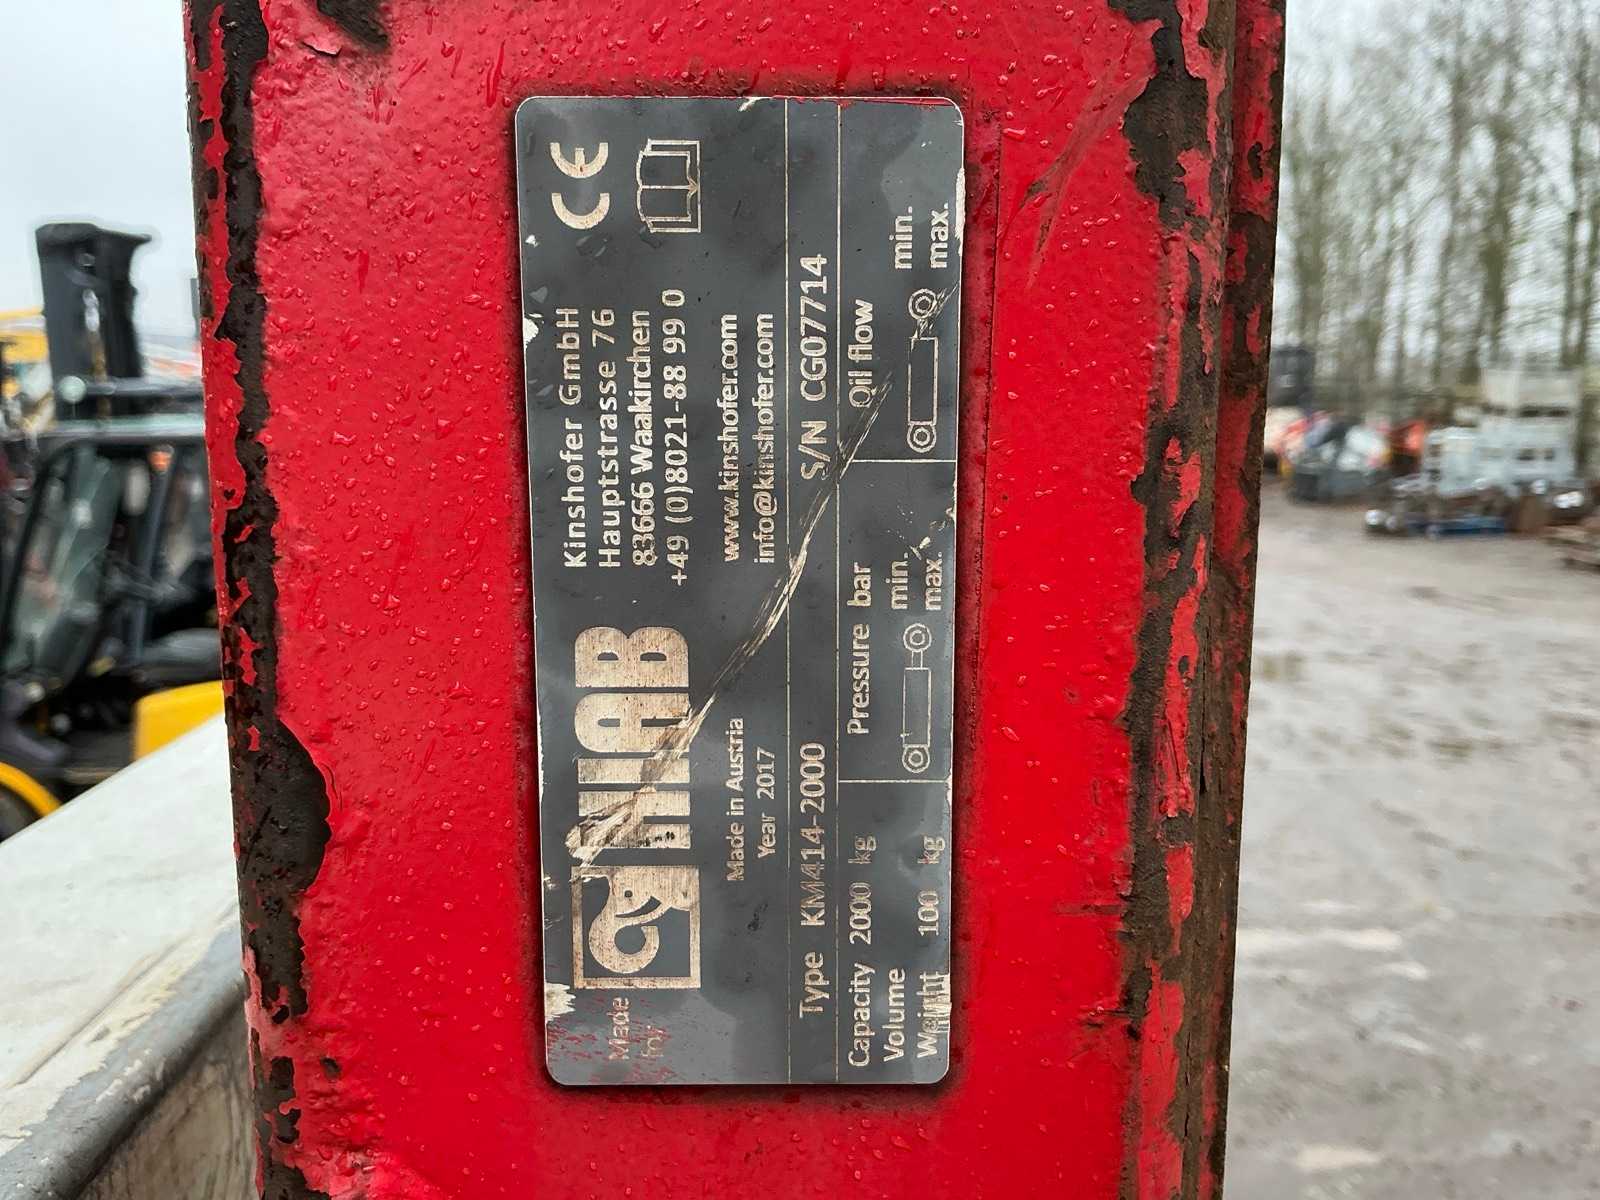 Made
for
HIAB
Made in Austria
Year 2017
Kinshofer GmbH
Hauptstrasse 76
83666 Waakirchen
+49 (0)8021-88 99 0
www.kinshofer.com
info@kinshofer.com
CE
Type KM414-2000
S/N CG07714
Capacity 2000 kg
Volume
Weight 100 kg
Pressure bar
min.
max.
Oil flow
min.
max.